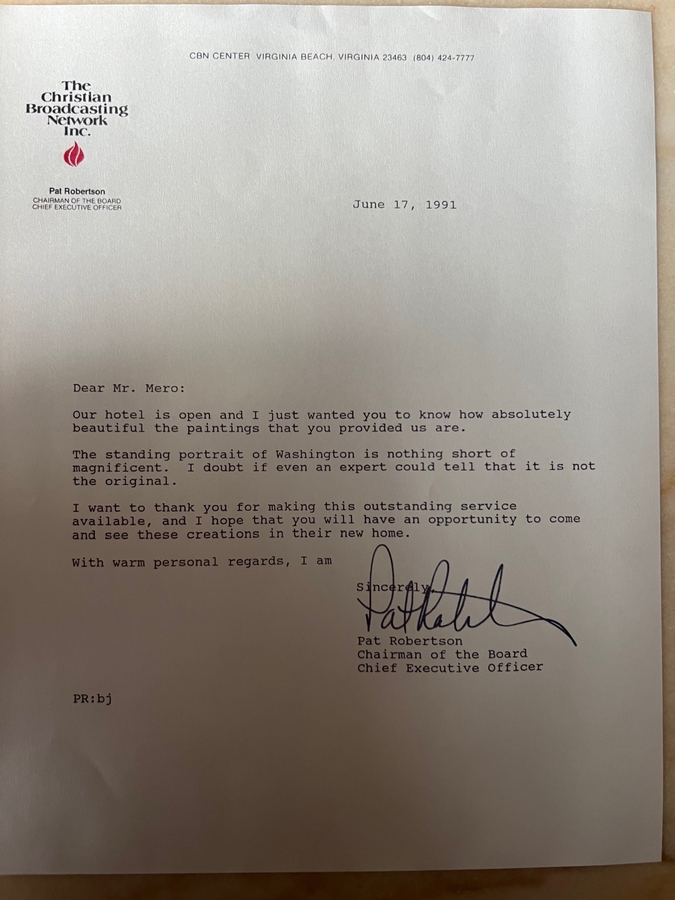 CBN CENTER VIRGINIA BEACH, VIRGINIA 23463 (804) 424-7777
The
Christian
Broadcasting
Network
Inc.
Pat Robertson
CHAIRMAN OF THE BOARD
CHIEF EXECUTIVE OFFICER
June 17, 1991
Dear Mr. Mero:
Our hotel is open and I just wanted you to know how absolutely
beautiful the paintings that you provided us are.
The standing portrait of Washington is nothing short of
magnificent. I doubt if even an expert could tell that it is not
the original.
I want to thank you for making this outstanding service
available, and I hope that you will have an opportunity to come
and see these creations in their new home.
With warm personal regards, I am
Sincerely,
Pat Robertson
Pat Robertson
Chairman of the Board
Chief Executive Officer
PR:bj